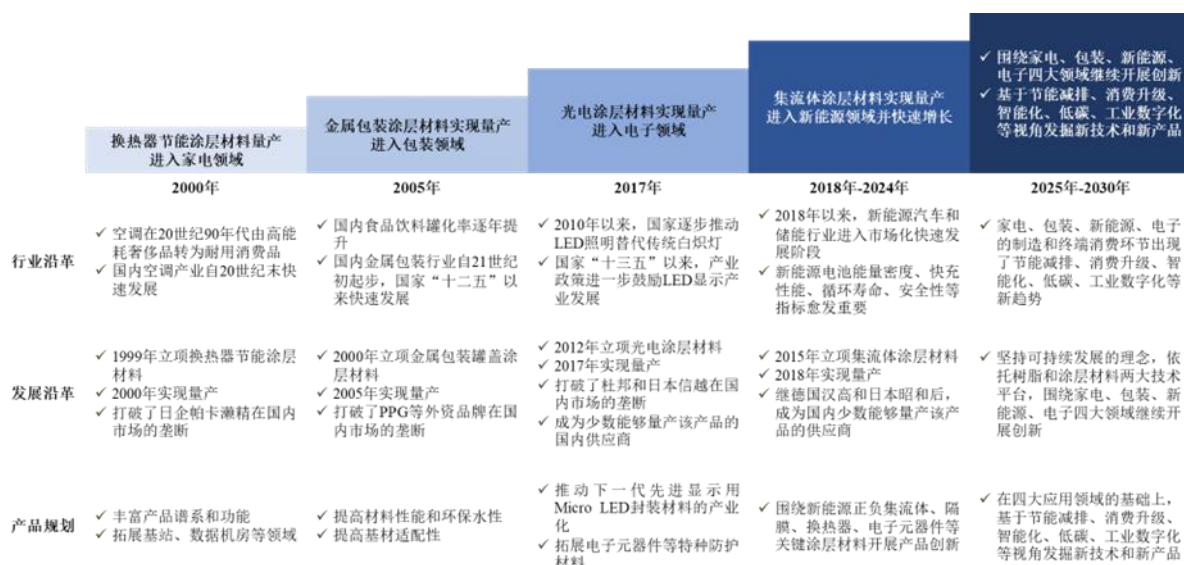 换热器节能涂层材料量产
进入家电领域
金属包装涂层材料实现量产
进入包装领域
光电涂层材料实现量产
进入电子领域
集流体涂层材料实现量产
进入新能源领域并快速增长
✓ 围绕家电、包装、新能源、
电子四大领域继续开展创新
✓ 基于节能减排、消费升级、
智能化、低碳、工业数字化
等视角发掘新技术和新产品
2000年
2005年
2017年
2018年-2024年
2025年-2030年
行业沿革
✓ 空调在20世纪90年代由高能
耗奢侈品转为耐用消费品
✓ 国内空调产业自20世纪末快
速发展
✓ 国内食品饮料罐化率逐年提
升
✓ 国内金属包装行业自21世纪
初起步，国家“十二五”以
来快速发展
✓ 2010年以来，国家逐步推动
LED照明替代传统白炽灯
✓ 国家“十三五”以来，产业
政策进一步鼓励LED显示产
业发展
✓ 2018年以来，新能源汽车和
储能行业进入市场化快速发
展阶段
✓ 新能源电池能量密度、快充
性能、循环寿命、安全性等
指标愈发重要
✓ 家电、包装、新能源、电子
的制造和终端消费环节出现
了节能减排、消费升级、智
能化、低碳、工业数字化等
新趋势
发展沿革
✓ 1999年立项换热器节能涂层
材料
✓ 2000年实现量产
✓ 打破了日企帕卡濑精在国内
市场的垄断
✓ 2000年立项金属包装罐盖涂
层材料
✓ 2005年实现量产
✓ 打破了PPG等外资品牌在国
内市场的垄断
✓ 2012年立项光电涂层材料
✓ 2017年实现量产
✓ 打破了杜邦和日本信越在国
内市场的垄断
✓ 成为少数能够量产该产品的
国内供应商
✓ 2015年立项集流体涂层材料
✓ 2018年实现量产
✓ 继德国汉高和日本昭和后，
成为国内少数能够量产该产
品的供应商
✓ 坚持可持续发展的理念，依
托树脂和涂层材料两大技术
平台，围绕家电、包装、新
能源、电子四大领域继续开
展创新
产品规划
✓ 丰富产品谱系和功能
✓ 拓展基站、数据机房等领域
✓ 提高材料性能和环保水性
✓ 提高基材适配性
✓ 推动下一代先进显示用
Micro LED封装材料的产业
化
✓ 拓展电子元器件等特种防护
材料
✓ 围绕新能源正负集流体、隔
膜、换热器、电子元器件等
关键涂层材料开展产品创新
✓ 在四大应用领域的基础上，
基于节能减排、消费升级、
智能化、低碳、工业数字化
等视角发掘新技术和新产品